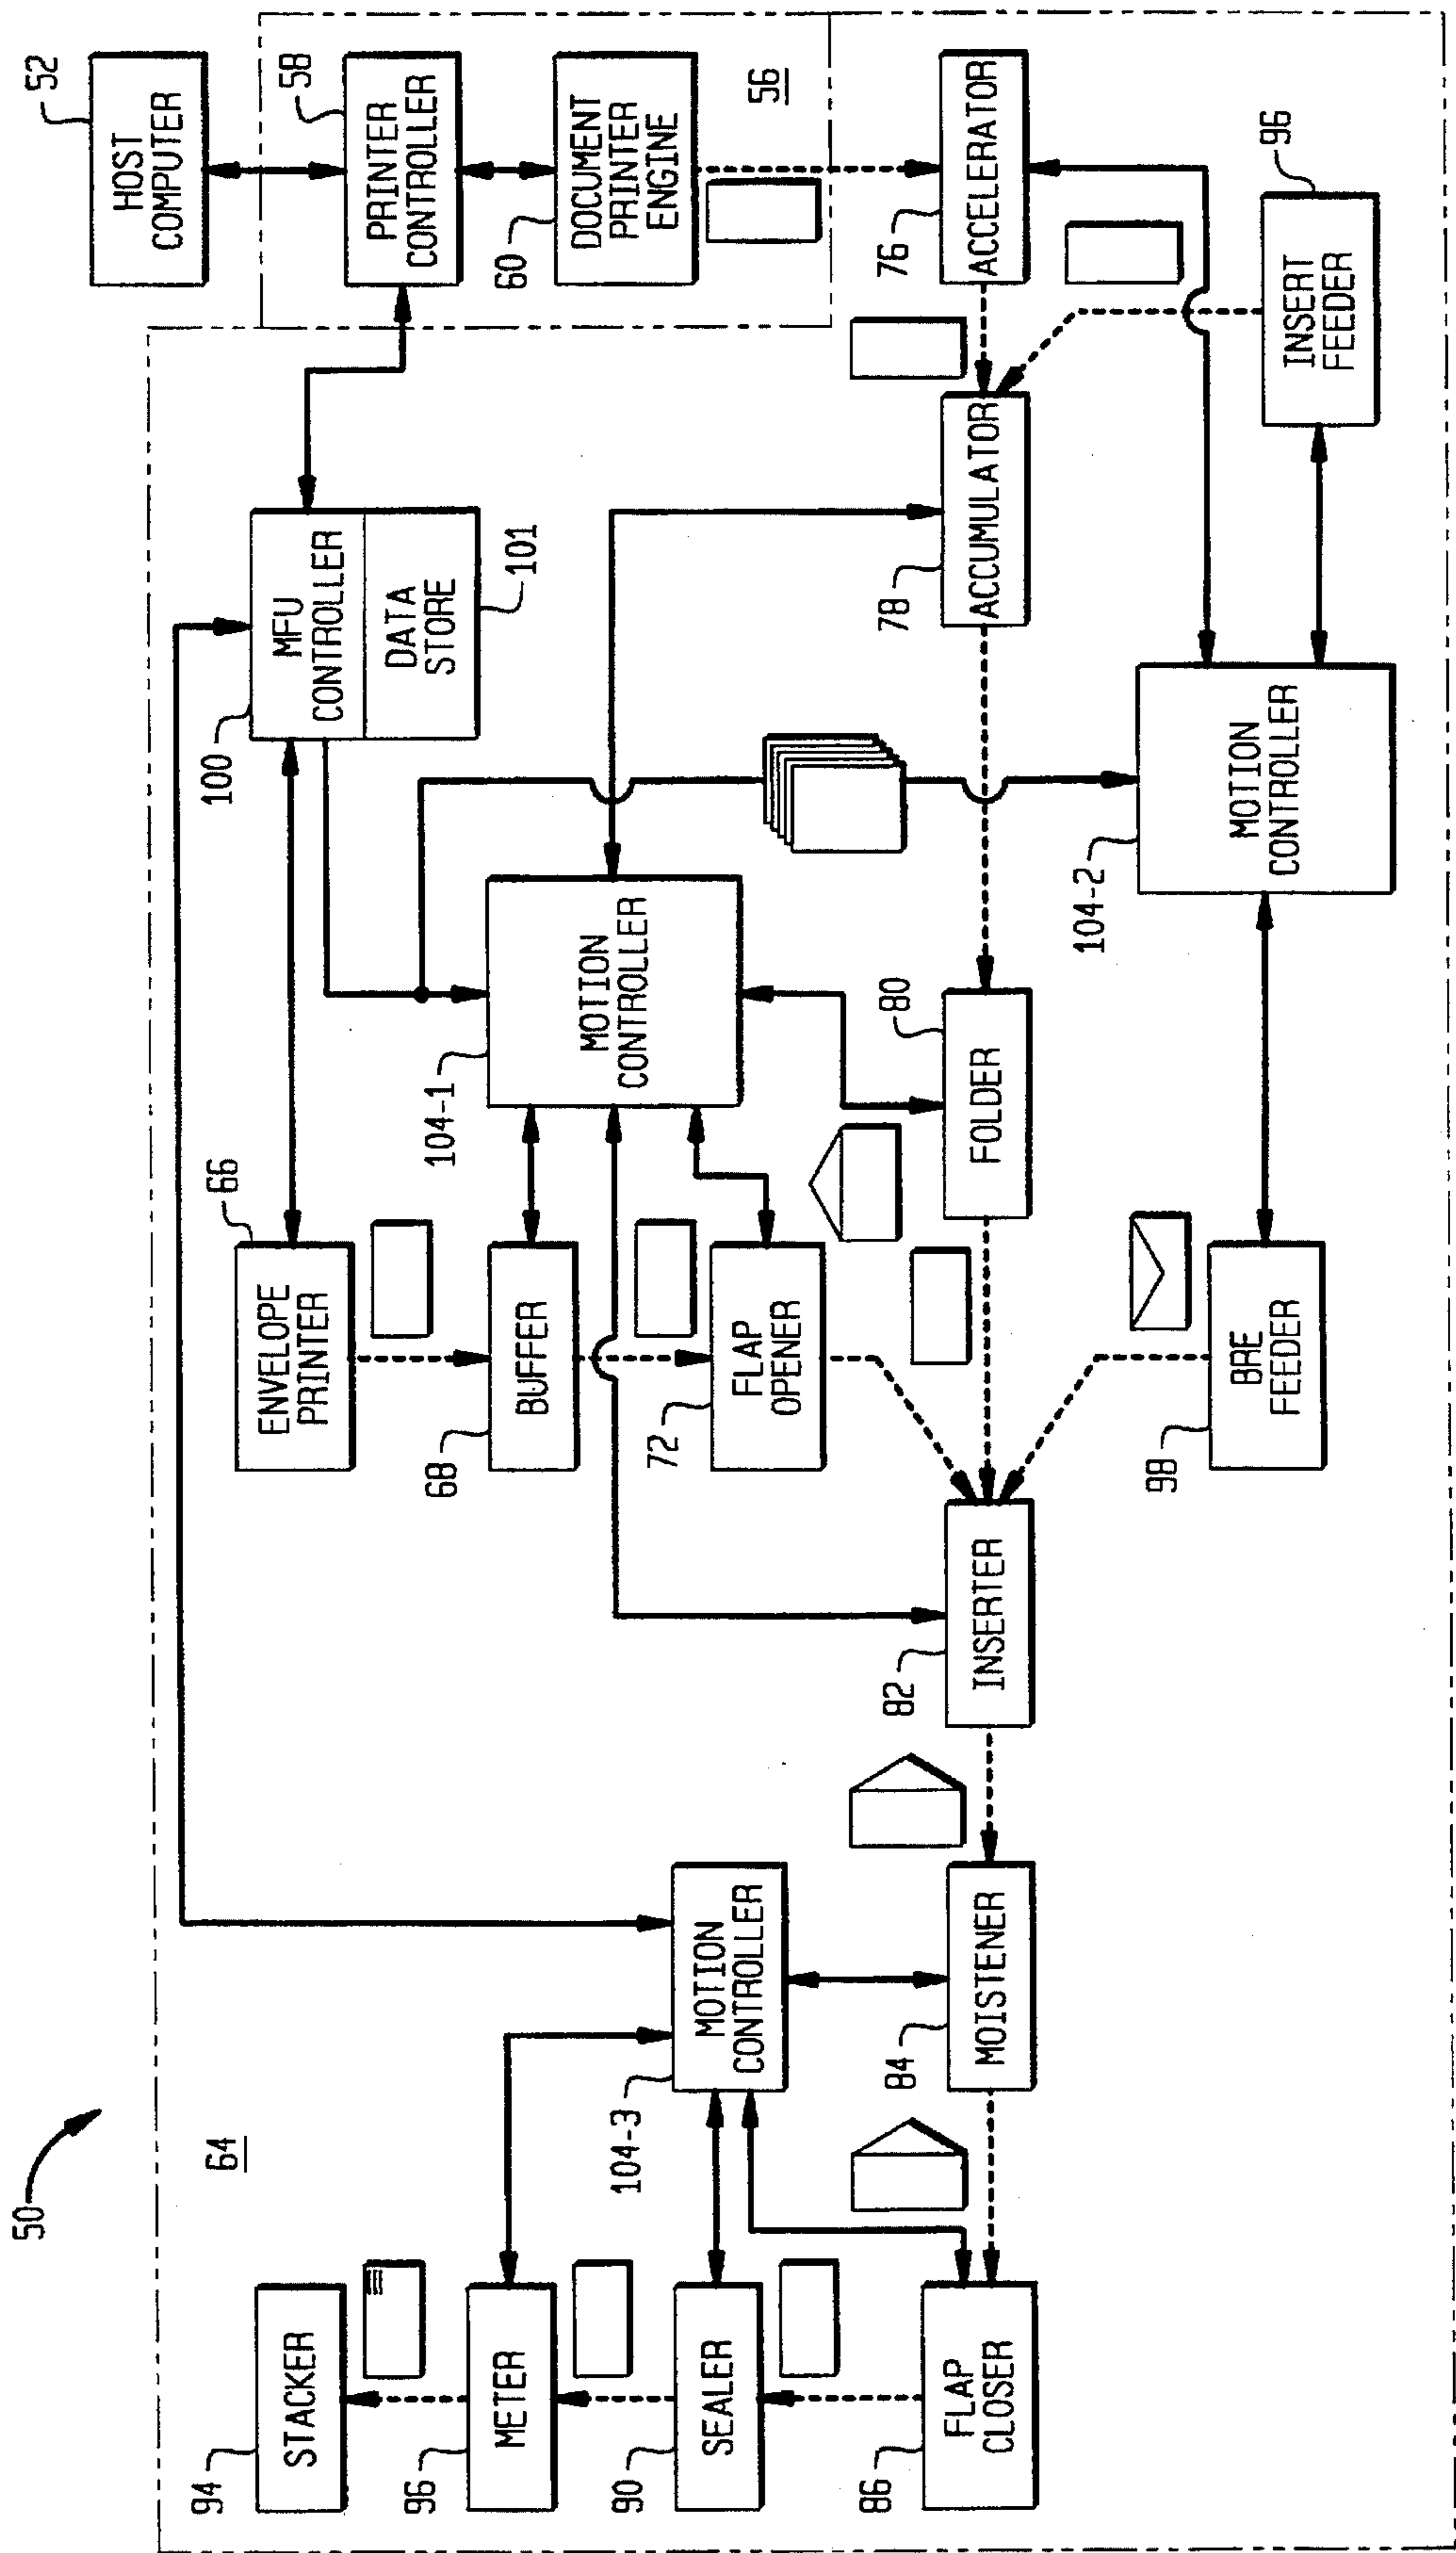 50
64
94
STACKER
96
METER
90
SEALER
86
FLAP
CLOSER
104-3
MOTION
CONTROLLER
84
MOISTENER
82
INSERTER
66
ENVELOPE
PRINTER
68
BUFFER
72
FLAP
OPENER
98
BRE
FEEDER
104-1
MOTION
CONTROLLER
80
FOLDER
104-2
MOTION
CONTROLLER
100
MFU
CONTROLLER
DATA
STORE
101
78
ACCUMULATOR
52
HOST
COMPUTER
58
PRINTER
CONTROLLER
60
DOCUMENT
PRINTER
ENGINE
56
76
ACCELERATOR
96
INSERT
FEEDER